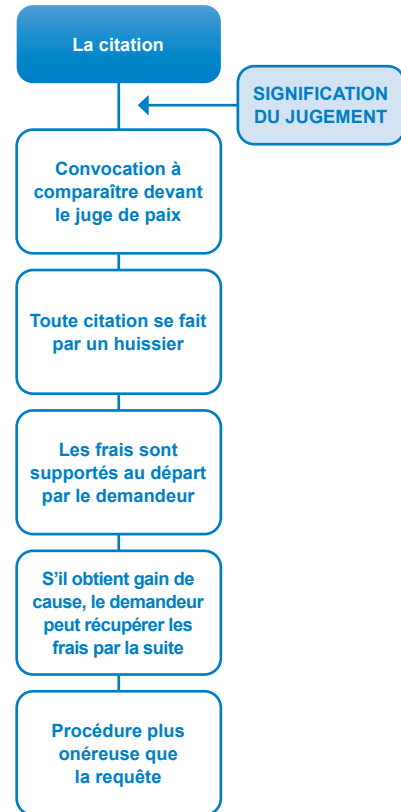 La citation
SIGNIFICATION
DU JUGEMENT
Convocation à
comparaître devant
le juge de paix
Toute citation se fait
par un huissier
Les frais sont
supportés au départ
par le demandeur
S'il obtient gain de
cause, le demandeur
peut récupérer les
frais par la suite
Procédure plus
onéreuse que
la requête